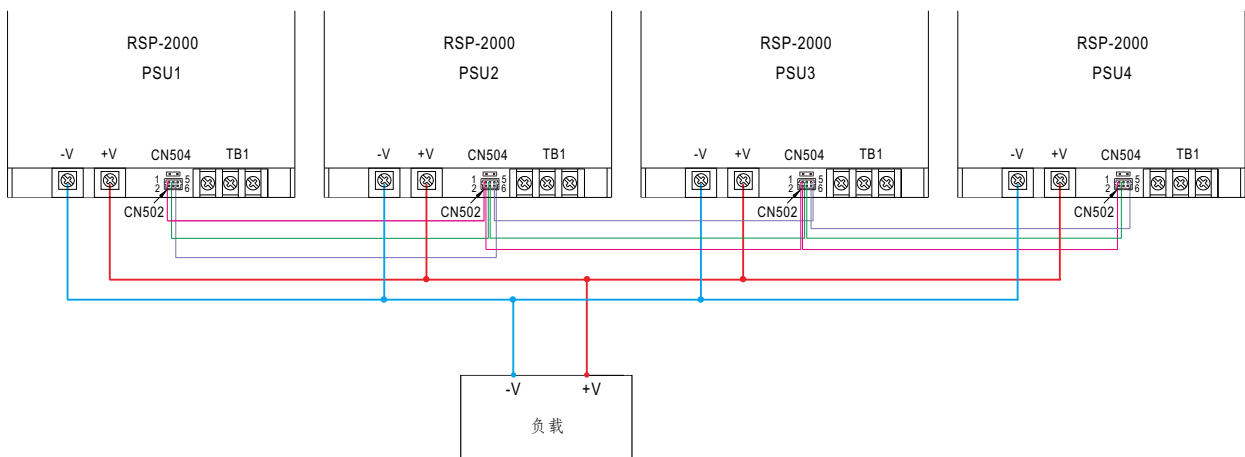 RSP-2000
PSU1
-V +V CN504 TB1
1 5
2 6
CN502
RSP-2000
PSU2
-V +V CN504 TB1
1 5
2 6
CN502
RSP-2000
PSU3
-V +V CN504 TB1
1 5
2 6
CN502
RSP-2000
PSU4
-V +V CN504 TB1
1 5
2 6
CN502
-V +V
负载